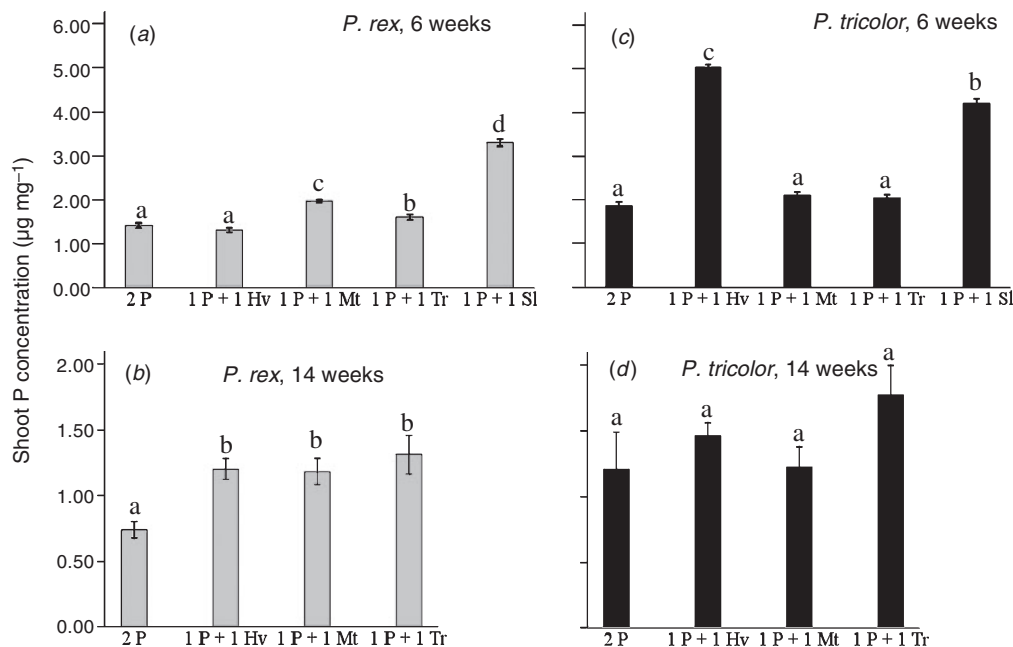 Shoot P concentration (µg mg⁻¹)
(a)
P. rex, 6 weeks
6.00
5.00
4.00
3.00
2.00
1.00
0.00
a
a
c
b
d
2 P
1 P + 1 Hv
1 P + 1 Mt
1 P + 1 Tr
1 P + 1 Sl
(c)
P. tricolor, 6 weeks
a
c
a
a
b
2 P
1 P + 1 Hv
1 P + 1 Mt
1 P + 1 Tr
1 P + 1 Sl
(b)
P. rex, 14 weeks
2.00
1.50
1.00
0.50
0.00
a
b
b
b
2 P
1 P + 1 Hv
1 P + 1 Mt
1 P + 1 Tr
(d)
P. tricolor, 14 weeks
a
a
a
a
2 P
1 P + 1 Hv
1 P + 1 Mt
1 P + 1 Tr